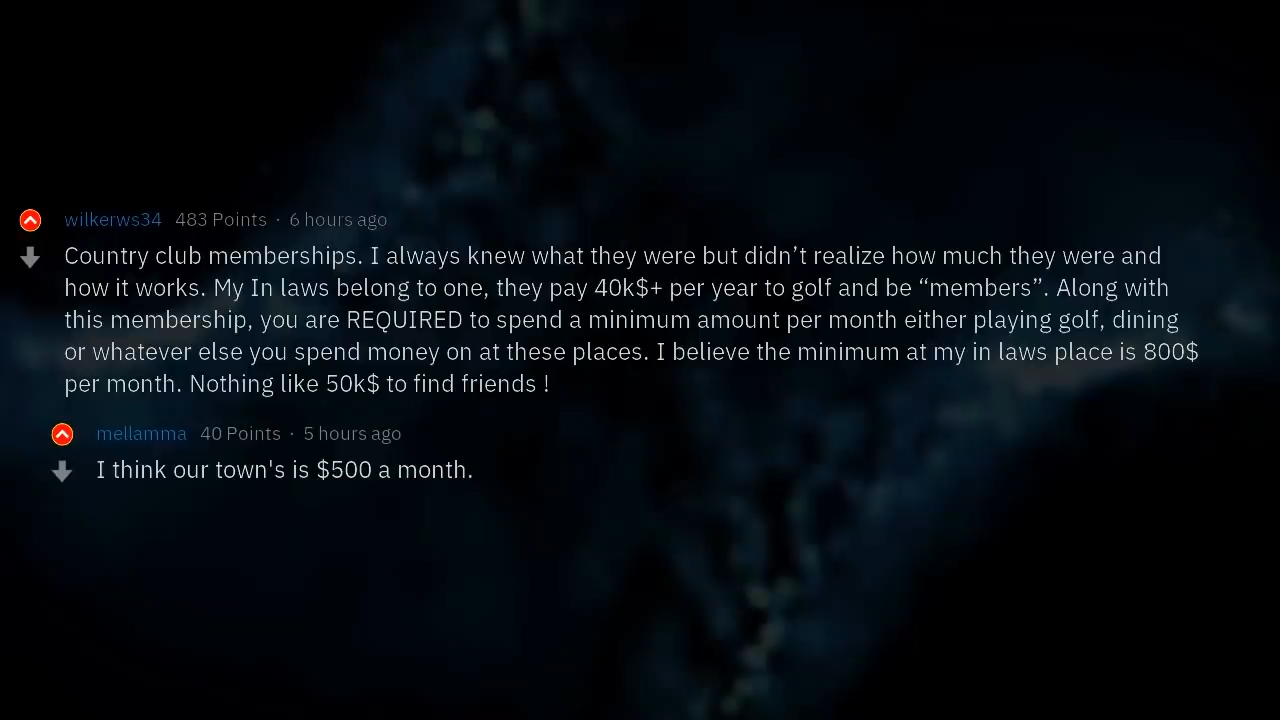 wilkerws34 483 Points · 6 hours ago
Country club memberships. I always knew what they were but didn’t realize how much they were and
how it works. My In laws belong to one, they pay 40k$+ per year to golf and be “members”. Along with
this membership, you are REQUIRED to spend a minimum amount per month either playing golf, dining
or whatever else you spend money on at these places. I believe the minimum at my in laws place is 800$
per month. Nothing like 50k$ to find friends !
mellamma 40 Points · 5 hours ago
I think our town's is $500 a month.